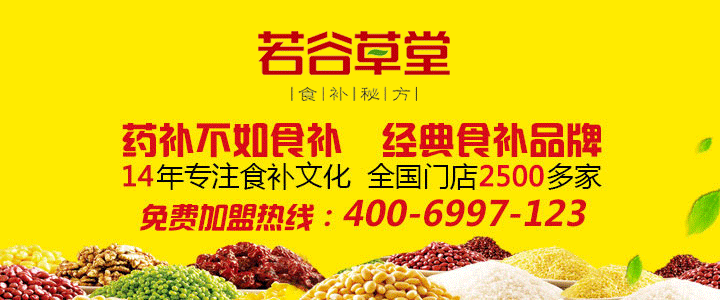 若谷草堂
|食|补|秘|方|
药补不如食补 经典食补品牌
14年专注食补文化 全国门店2500多家
免费加盟热线：400-6997-123